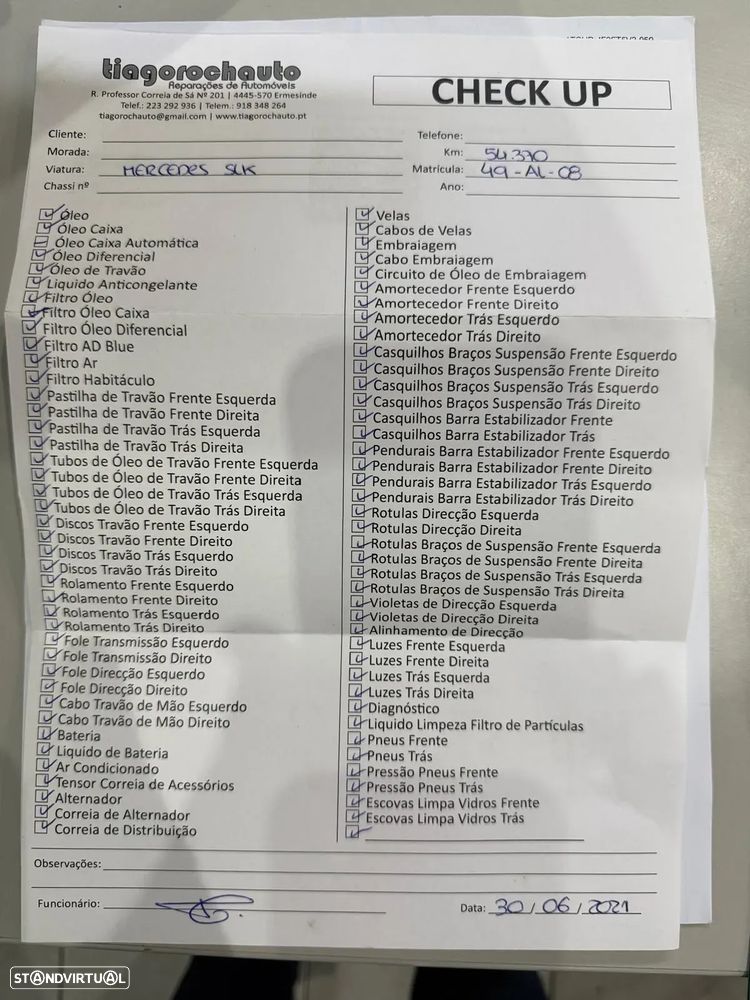 tiagorochauto
Reparações de Automóveis
R. Professor Correia de Sá Nº 201 | 4445-570 Ermesinde
Telef.: 223 292 936 | Telem.: 918 348 264
tiagorochauto@gmail.com | www.tiagorochauto.pt
CHECK UP
Cliente:
Morada:
Viatura: MERCEDES SLK
Chassi nº
Telefone:
Km: 54.370
Matrícula: 49-AL-08
Ano:
Óleo
Óleo Caixa
Óleo Caixa Automática
Óleo Diferencial
Óleo de Travão
Liquido Anticongelante
Filtro Óleo
Filtro Óleo Caixa
Filtro Óleo Diferencial
Filtro AD Blue
Filtro Ar
Filtro Habitáculo
Pastilha de Travão Frente Esquerda
Pastilha de Travão Frente Direita
Pastilha de Travão Trás Esquerda
Pastilha de Travão Trás Direita
Tubos de Óleo de Travão Frente Esquerda
Tubos de Óleo de Travão Frente Direita
Tubos de Óleo de Travão Trás Esquerda
Tubos de Óleo de Travão Trás Direita
Discos Travão Frente Esquerdo
Discos Travão Frente Direito
Discos Travão Trás Esquerdo
Discos Travão Trás Direito
Rolamento Frente Esquerdo
Rolamento Frente Direito
Rolamento Trás Esquerdo
Rolamento Trás Direito
Fole Transmissão Esquerdo
Fole Transmissão Direito
Fole Direcção Esquerdo
Fole Direcção Direito
Cabo Travão de Mão Esquerdo
Cabo Travão de Mão Direito
Bateria
Liquido de Bateria
Ar Condicionado
Tensor Correia de Acessórios
Alternador
Correia de Alternador
Correia de Distribuição
Velas
Cabos de Velas
Embraiagem
Cabo Embraiagem
Circuito de Óleo de Embraiagem
Amortecedor Frente Esquerdo
Amortecedor Frente Direito
Amortecedor Trás Esquerdo
Amortecedor Trás Direito
Casquilhos Braços Suspensão Frente Esquerdo
Casquilhos Braços Suspensão Frente Direito
Casquilhos Braços Suspensão Trás Esquerdo
Casquilhos Braços Suspensão Trás Direito
Casquilhos Barra Estabilizador Frente
Casquilhos Barra Estabilizador Trás
Pendurais Barra Estabilizador Frente Esquerdo
Pendurais Barra Estabilizador Frente Direito
Pendurais Barra Estabilizador Trás Esquerdo
Pendurais Barra Estabilizador Trás Direito
Rotulas Direcção Esquerda
Rotulas Direcção Direita
Rotulas Braços de Suspensão Frente Esquerda
Rotulas Braços de Suspensão Frente Direita
Rotulas Braços de Suspensão Trás Esquerda
Rotulas Braços de Suspensão Trás Direita
Violetas de Direcção Esquerda
Violetas de Direcção Direita
Alinhamento de Direcção
Luzes Frente Esquerda
Luzes Frente Direita
Luzes Trás Esquerda
Luzes Trás Direita
Diagnóstico
Liquido Limpeza Filtro de Partículas
Pneus Frente
Pneus Trás
Pressão Pneus Frente
Pressão Pneus Trás
Escovas Limpa Vidros Frente
Escovas Limpa Vidros Trás
Observações:
Funcionário:
Data: 30/06/2021
STANDVIRTUAL